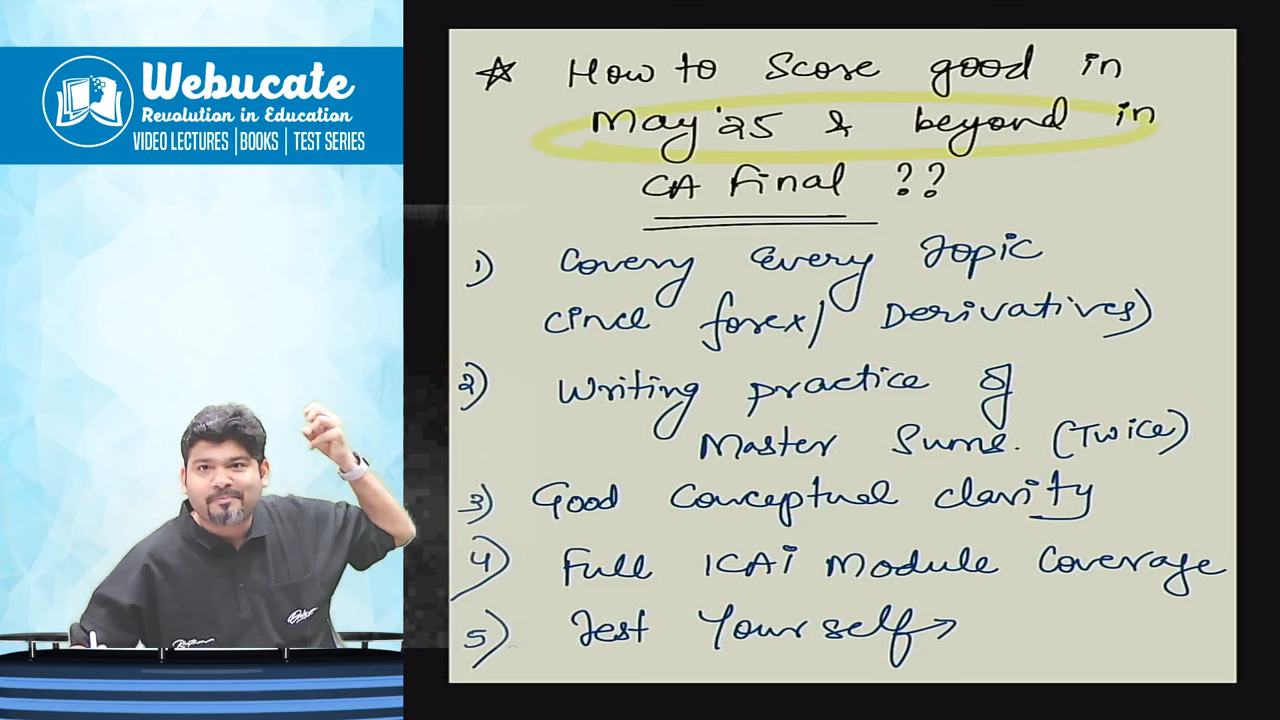 Webucate
Revolution in Education
VIDEO LECTURES | BOOKS | TEST SERIES
☆ How to Score good in
May'25 & beyond in
CA Final ??
1) Covery Every Topic
(incl forex/ Derivatives)
2) Writing practice of
Master Sums. (Twice)
3) Good Conceptual clarity
4) Full ICAI Module Coverage
5) Test Yourself →